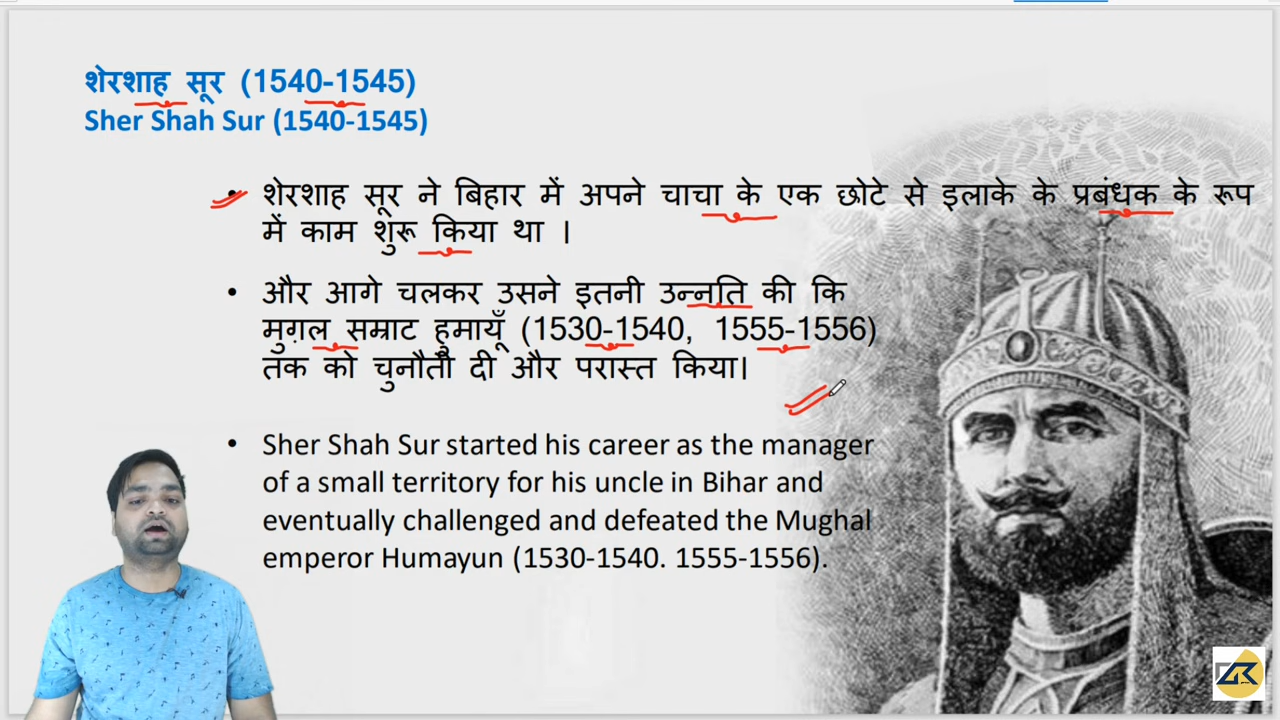 शेरशाह सूर (1540-1545)
Sher Shah Sur (1540-1545)
• शेरशाह सूर ने बिहार में अपने चाचा के एक छोटे से इलाके के प्रबंधक के रूप
में काम शुरू किया था ।
• और आगे चलकर उसने इतनी उन्नति की कि
मुग़ल सम्राट हुमायूँ (1530-1540, 1555-1556)
तक को चुनौती दी और परास्त किया।
• Sher Shah Sur started his career as the manager
of a small territory for his uncle in Bihar and
eventually challenged and defeated the Mughal
emperor Humayun (1530-1540. 1555-1556).